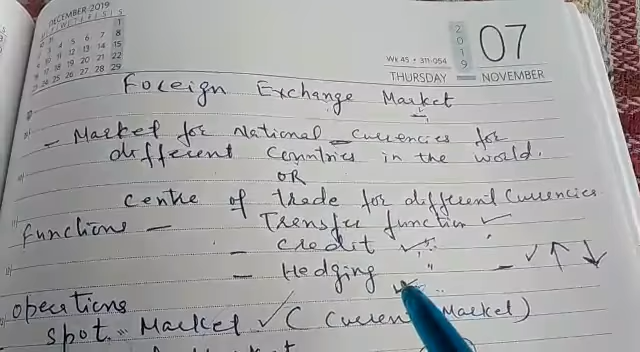 DECEMBER 2019
2019 07
WK 45 • 311-054
THURSDAY NOVEMBER
Foreign Exchange Market
- Market for National currencies for
different countries in the world.
OR
centre of trade for different currencies
functions - Transfer function ✓
- credit ✓
- Hedging ✓ " - ✓ ↑ ↓
operations
spot Market ✓ (Current Market)